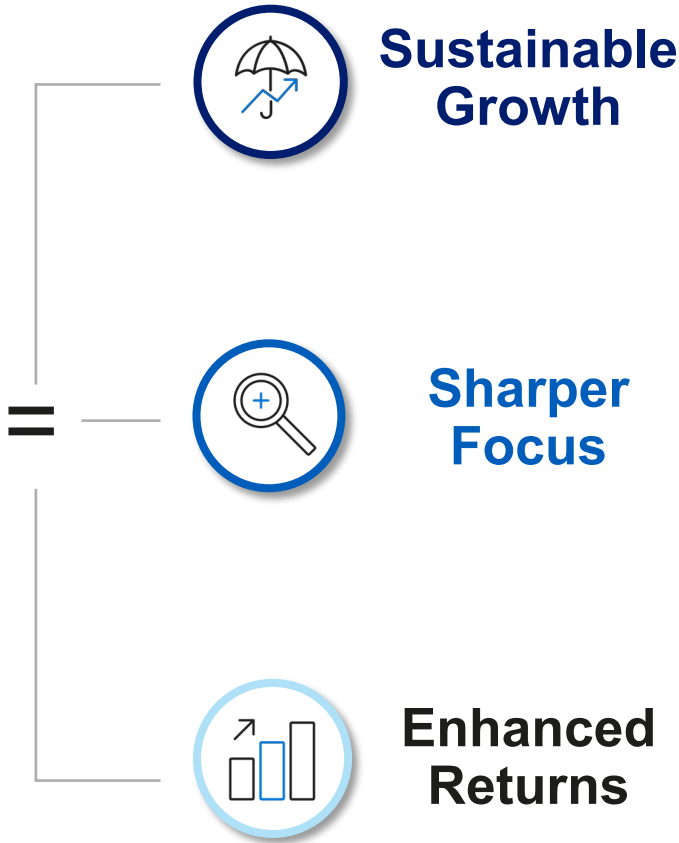 Sustainable
Growth
=
Sharper
Focus
Enhanced
Returns